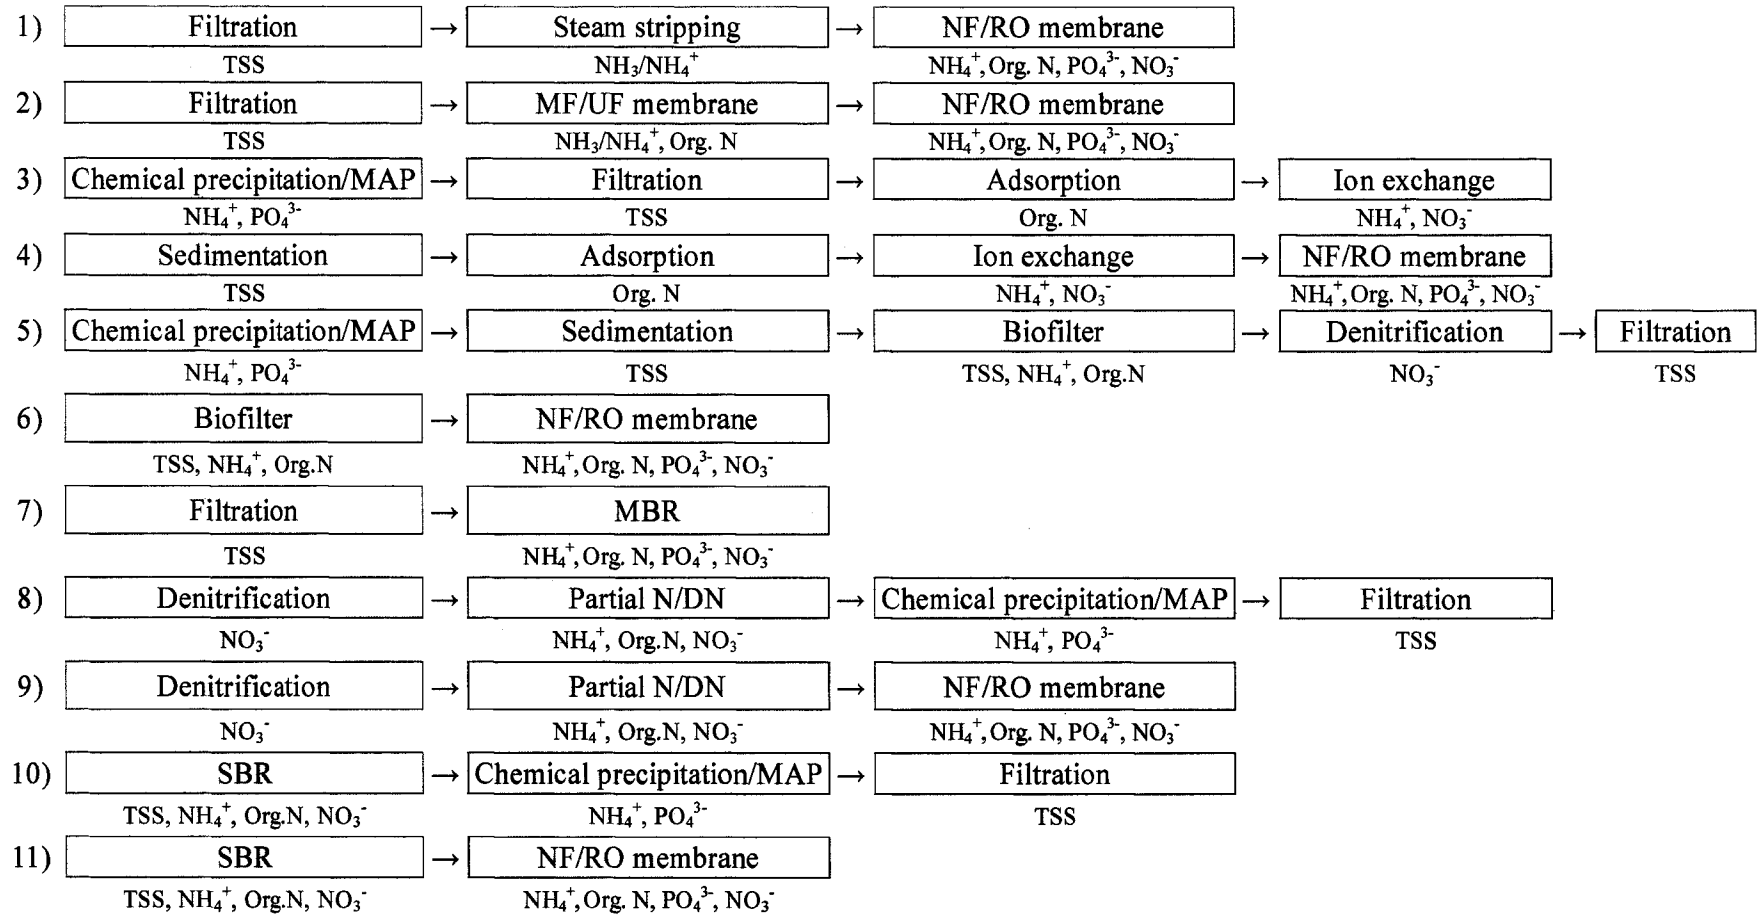 1) Filtration → Steam stripping → NF/RO membrane
TSS NH₃/NH₄⁺ NH₄⁺, Org. N, PO₄³⁻, NO₃⁻
2) Filtration → MF/UF membrane → NF/RO membrane
TSS NH₃/NH₄⁺, Org. N NH₄⁺, Org. N, PO₄³⁻, NO₃⁻
3) Chemical precipitation/MAP → Filtration → Adsorption → Ion exchange
NH₄⁺, PO₄³⁻ TSS Org. N NH₄⁺, NO₃⁻
4) Sedimentation → Adsorption → Ion exchange → NF/RO membrane
TSS Org. N NH₄⁺, NO₃⁻ NH₄⁺, Org. N, PO₄³⁻, NO₃⁻
5) Chemical precipitation/MAP → Sedimentation → Biofilter → Denitrification → Filtration
NH₄⁺, PO₄³⁻ TSS TSS, NH₄⁺, Org.N NO₃⁻ TSS
6) Biofilter → NF/RO membrane
TSS, NH₄⁺, Org.N NH₄⁺, Org. N, PO₄³⁻, NO₃⁻
7) Filtration → MBR
TSS NH₄⁺, Org. N, PO₄³⁻, NO₃⁻
8) Denitrification → Partial N/DN → Chemical precipitation/MAP → Filtration
NO₃⁻ NH₄⁺, Org.N, NO₃⁻ NH₄⁺, PO₄³⁻ TSS
9) Denitrification → Partial N/DN → NF/RO membrane
NO₃⁻ NH₄⁺, Org.N, NO₃⁻ NH₄⁺, Org. N, PO₄³⁻, NO₃⁻
10) SBR → Chemical precipitation/MAP → Filtration
TSS, NH₄⁺, Org.N, NO₃⁻ NH₄⁺, PO₄³⁻ TSS
11) SBR → NF/RO membrane
TSS, NH₄⁺, Org.N, NO₃⁻ NH₄⁺, Org. N, PO₄³⁻, NO₃⁻